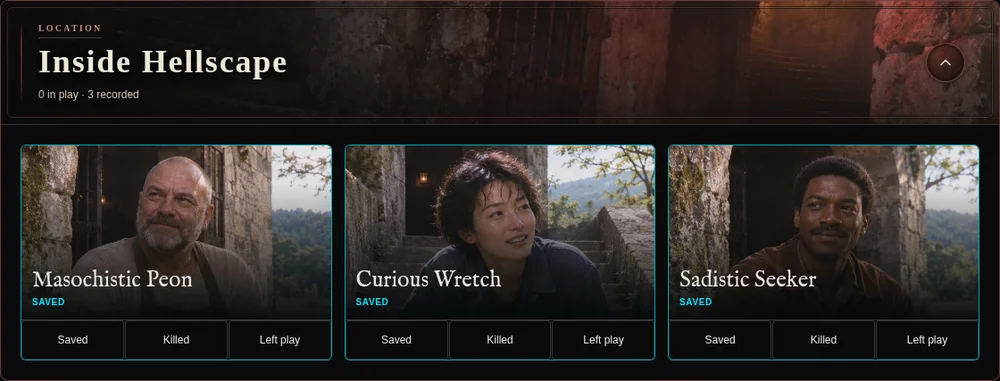 LOCATION
Inside Hellscape
0 in play · 3 recorded
Masochistic Peon
SAVED
Saved
Killed
Left play
Curious Wretch
SAVED
Saved
Killed
Left play
Sadistic Seeker
SAVED
Saved
Killed
Left play